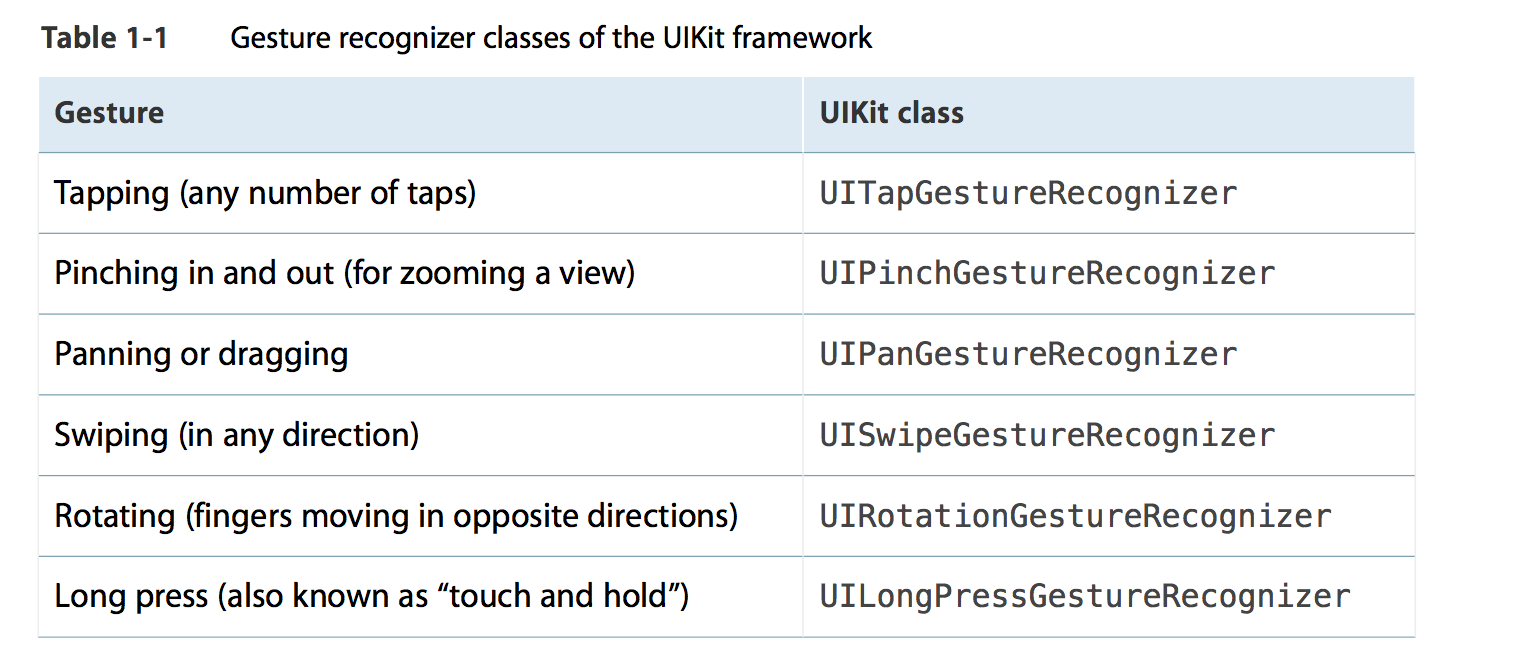 Table 1-1 Gesture recognizer classes of the UIKit framework
Gesture UIKit class
Tapping (any number of taps) UITapGestureRecognizer
Pinching in and out (for zooming a view) UIPinchGestureRecognizer
Panning or dragging UIPanGestureRecognizer
Swiping (in any direction) UISwipeGestureRecognizer
Rotating (fingers moving in opposite directions) UIRotationGestureRecognizer
Long press (also known as “touch and hold”) UILongPressGestureRecognizer